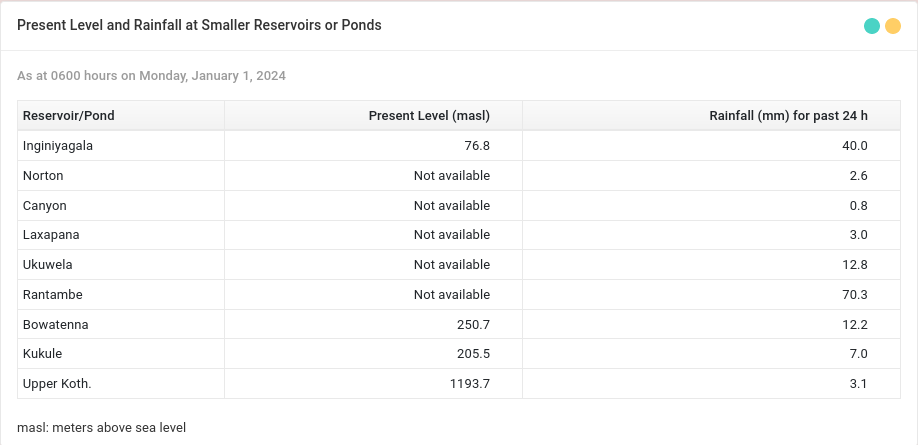 Present Level and Rainfall at Smaller Reservoirs or Ponds
As at 0600 hours on Monday, January 1, 2024
Reservoir/Pond Present Level (masl) Rainfall (mm) for past 24 h
Inginiyagala 76.8 40.0
Norton Not available 2.6
Canyon Not available 0.8
Laxapana Not available 3.0
Ukuwela Not available 12.8
Rantambe Not available 70.3
Bowatenna 250.7 12.2
Kukule 205.5 7.0
Upper Koth. 1193.7 3.1
masl: meters above sea level